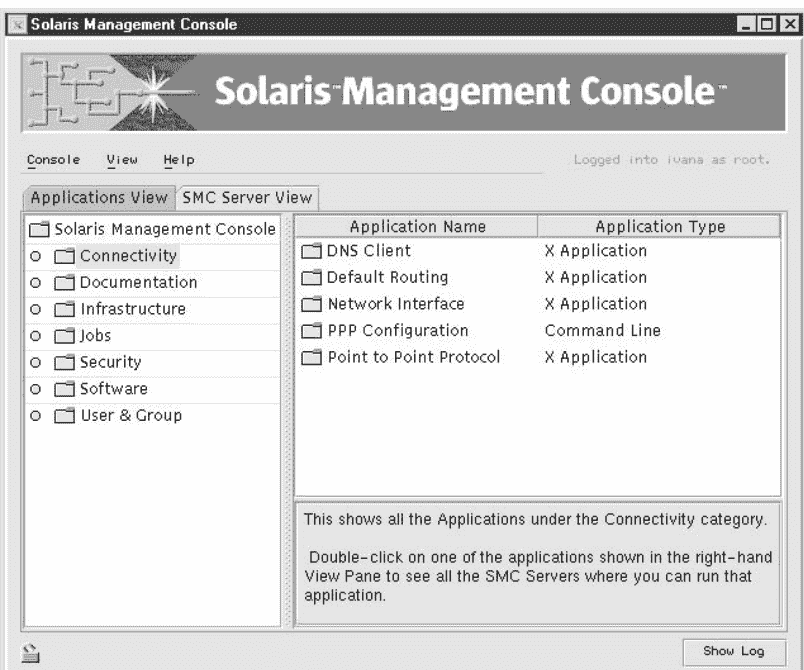 Solaris Management Console
Solaris™Management Console™
Console View Help
Logged into ivana as root.
Applications View SMC Server View
Solaris Management Console
Connectivity
Documentation
Infrastructure
Jobs
Security
Software
User & Group
Application Name Application Type
DNS Client X Application
Default Routing X Application
Network Interface X Application
PPP Configuration Command Line
Point to Point Protocol X Application
This shows all the Applications under the Connectivity category.
Double-click on one of the applications shown in the right-hand
View Pane to see all the SMC Servers where you can run that
application.
Show Log